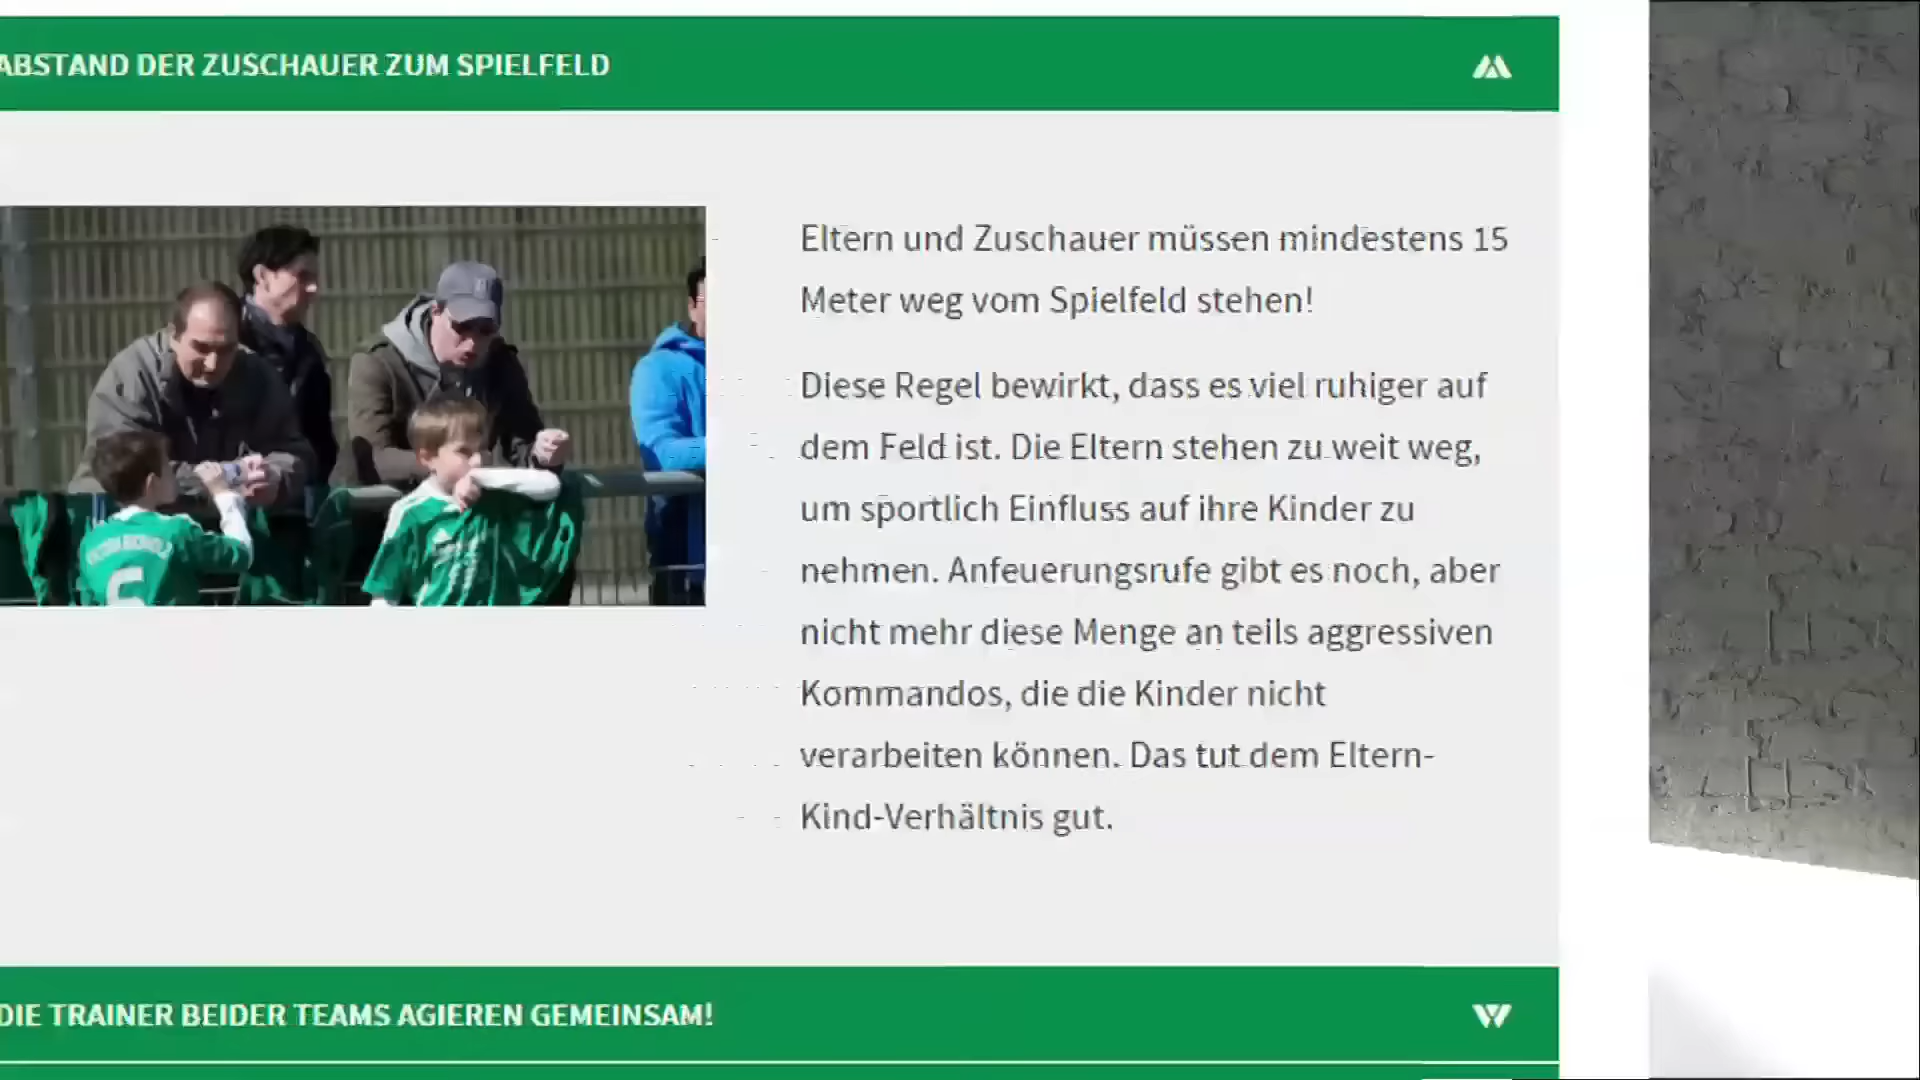 ABSTAND DER ZUSCHAUER ZUM SPIELFELD
Eltern und Zuschauer müssen mindestens 15
Meter weg vom Spielfeld stehen!
Diese Regel bewirkt, dass es viel ruhiger auf
dem Feld ist. Die Eltern stehen zu weit weg,
um sportlich Einfluss auf ihre Kinder zu
nehmen. Anfeuerungsrufe gibt es noch, aber
nicht mehr diese Menge an teils aggressiven
Kommandos, die die Kinder nicht
verarbeiten können. Das tut dem Eltern-
Kind-Verhältnis gut.
DIE TRAINER BEIDER TEAMS AGIEREN GEMEINSAM!